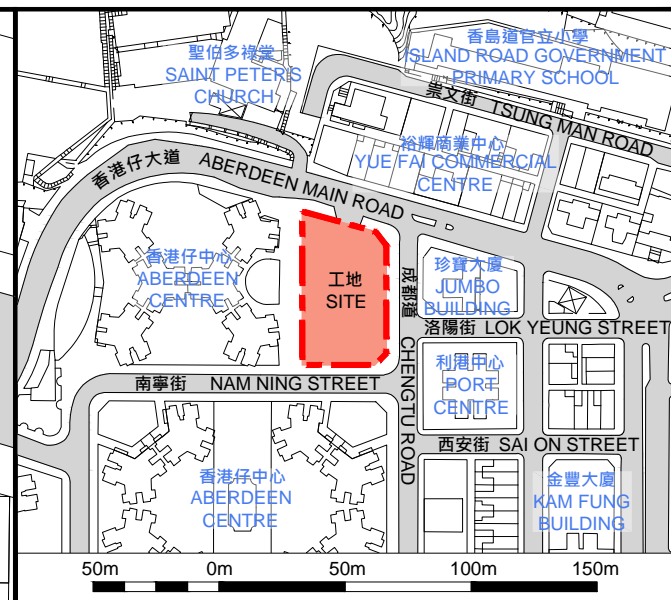 香島道官立小學
ISLAND ROAD GOVERNMENT
PRIMARY SCHOOL
聖伯多祿堂
SAINT PETER'S
CHURCH
崇文街 TSUNG MAN ROAD
裕輝商業中心
YUE FAI COMMERCIAL
CENTRE
香港仔大道 ABERDEEN MAIN ROAD
香港仔中心
ABERDEEN
CENTRE
工地
SITE
成都道 CHENGTU ROAD
珍寶大廈
JUMBO
BUILDING
洛陽街 LOK YEUNG STREET
利港中心
PORT
CENTRE
南寧街 NAM NING STREET
西安街 SAI ON STREET
香港仔中心
ABERDEEN
CENTRE
金豐大廈
KAM FUNG
BUILDING
50m 0m 50m 100m 150m